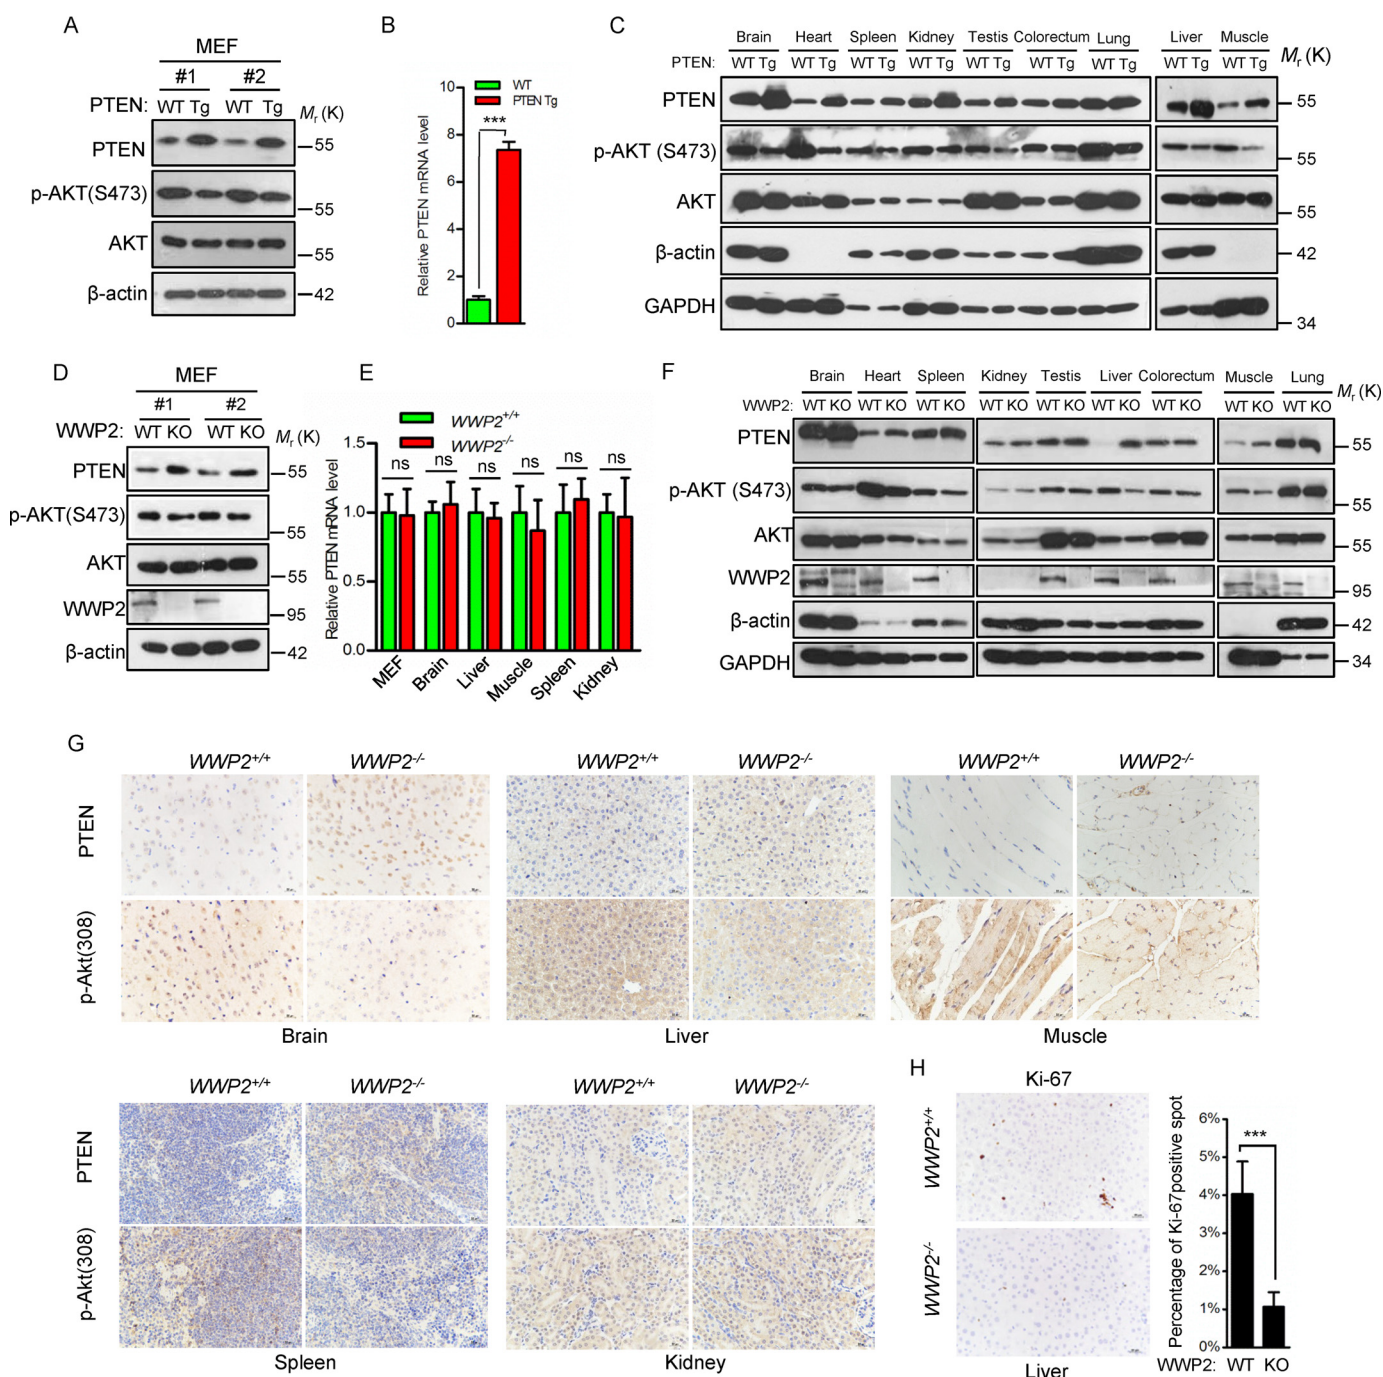 A
MEF
#1 #2
PTEN: WT Tg WT Tg
Mr (K)
PTEN
55
p-AKT(S473)
55
AKT
55
β-actin
42
B
WT
PTEN Tg
***
Relative PTEN mRNA level
10
8
6
4
2
0
C
Brain Heart Spleen Kidney Testis Colorectum Lung Liver Muscle
PTEN: WT Tg WT Tg WT Tg WT Tg WT Tg WT Tg WT Tg WT Tg WT Tg
Mr (K)
PTEN
55
p-AKT (S473)
55
AKT
55
β-actin
42
GAPDH
34
D
MEF
#1 #2
WWP2: WT KO WT KO
Mr (K)
PTEN
55
p-AKT(S473)
55
AKT
55
WWP2
95
β-actin
42
E
WWP2+/+
WWP2-/-
Relative PTEN mRNA level
1.5
1.0
0.5
0.0
ns ns ns ns ns ns
MEF Brain Liver Muscle Spleen Kidney
F
Brain Heart Spleen Kidney Testis Liver Colorectum Muscle Lung
Mr (K)
WWP2: WT KO WT KO WT KO WT KO WT KO WT KO WT KO WT KO WT KO
PTEN
55
p-AKT (S473)
55
AKT
55
WWP2
95
β-actin
42
GAPDH
34
G
WWP2+/+ WWP2-/- WWP2+/+ WWP2-/- WWP2+/+ WWP2-/-
PTEN
p-Akt(308)
Brain Liver Muscle
WWP2+/+ WWP2-/- WWP2+/+ WWP2-/-
PTEN
p-Akt(308)
Spleen Kidney
H
Ki-67
WWP2+/+
WWP2-/-
Liver
Percentage of Ki-67positive spot
6%
5%
4%
3%
2%
1%
0%
***
WWP2: WT KO